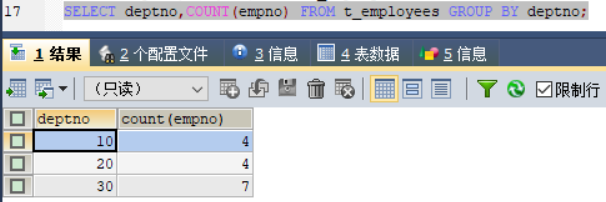 17 SELECT deptno,COUNT(empno) FROM t_employees GROUP BY deptno;
1 结果 2 个配置文件 3 信息 4 表数据 5 信息
（只读） 限制行
deptno count(empno)
10 4
20 4
30 7